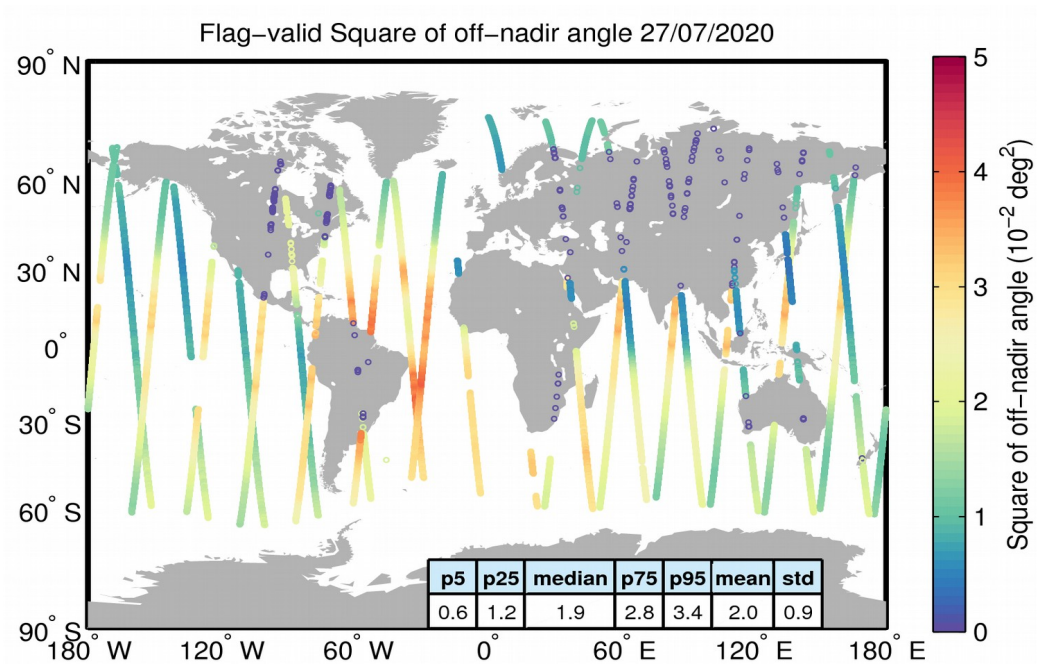 Flag−valid Square of off−nadir angle 27/07/2020
90° N
60° N
30° N
0°
30° S
60° S
90° S
180° W
120° W
60° W
0°
60° E
120° E
180° E
p5 p25 median p75 p95 mean std
0.6 1.2 1.9 2.8 3.4 2.0 0.9
5
4
3
2
1
0
Square of off−nadir angle (10⁻² deg²)